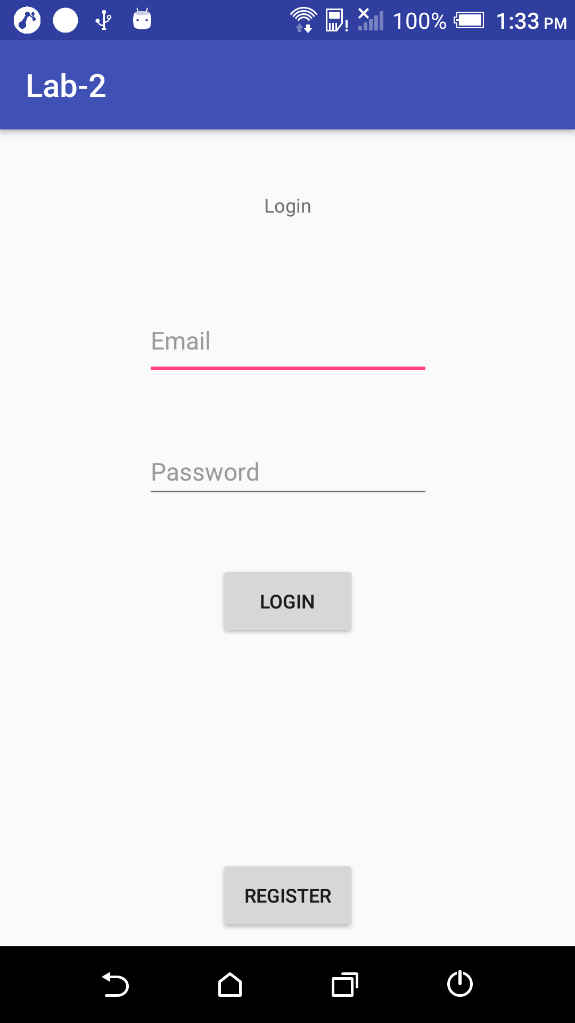 100% 1:33 PM
Lab-2
Login
Email
Password
LOGIN
REGISTER